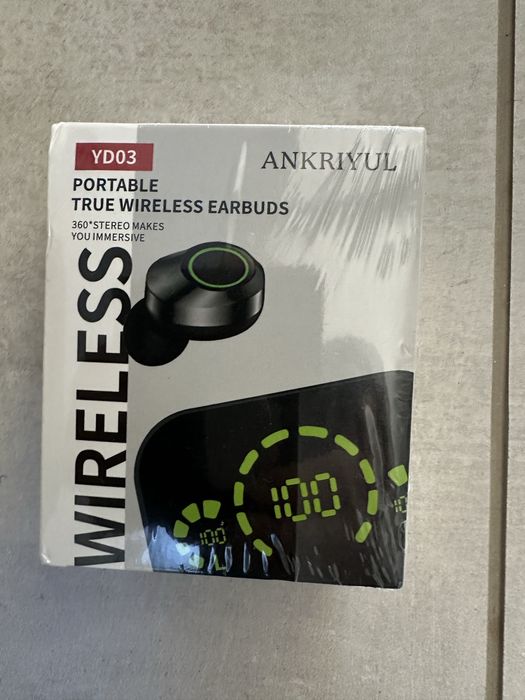 YD03
ANKRIYUL
PORTABLE
TRUE WIRELESS EARBUDS
360°STEREO MAKES
YOU IMMERSIVE
WIRELESS
100
100